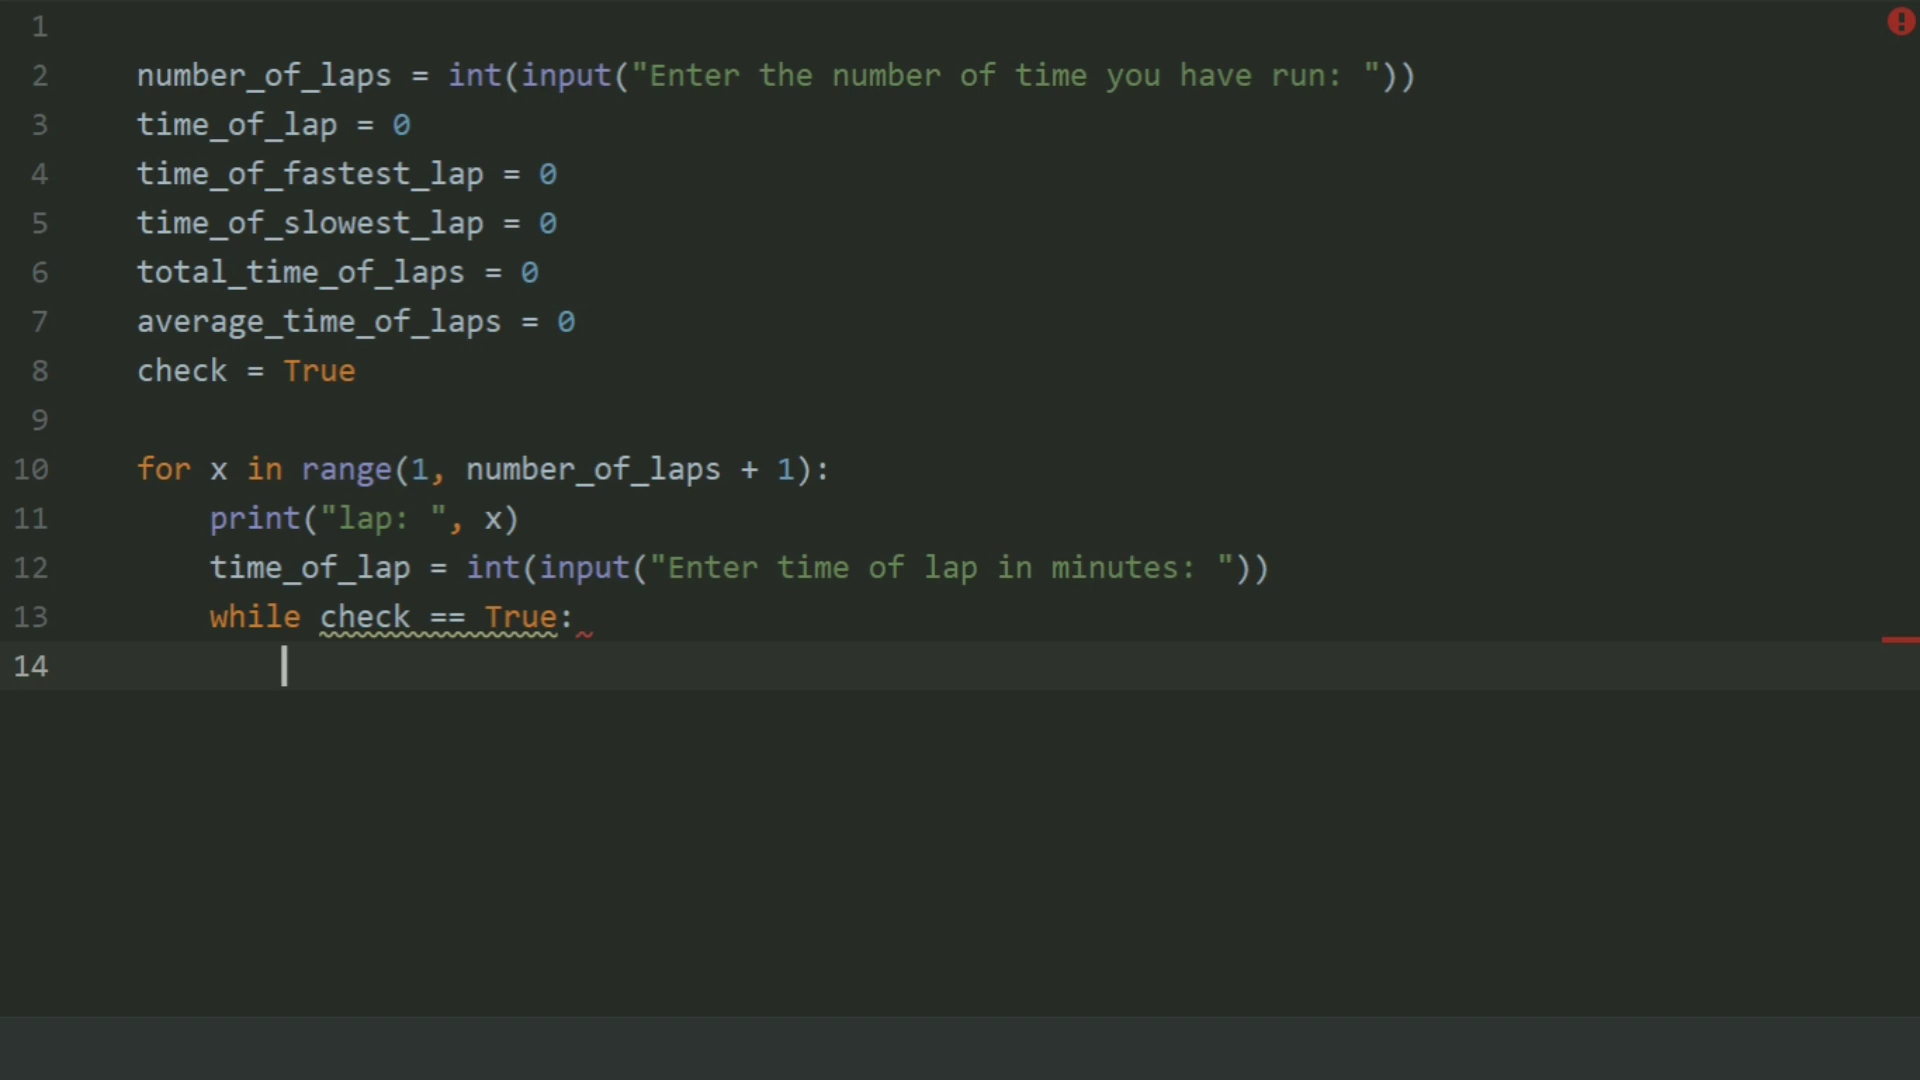 1
2 number_of_laps = int(input("Enter the number of time you have run: "))
3 time_of_lap = 0
4 time_of_fastest_lap = 0
5 time_of_slowest_lap = 0
6 total_time_of_laps = 0
7 average_time_of_laps = 0
8 check = True
9
10 for x in range(1, number_of_laps + 1):
11     print("lap: ", x)
12     time_of_lap = int(input("Enter time of lap in minutes: "))
13     while check == True:
14